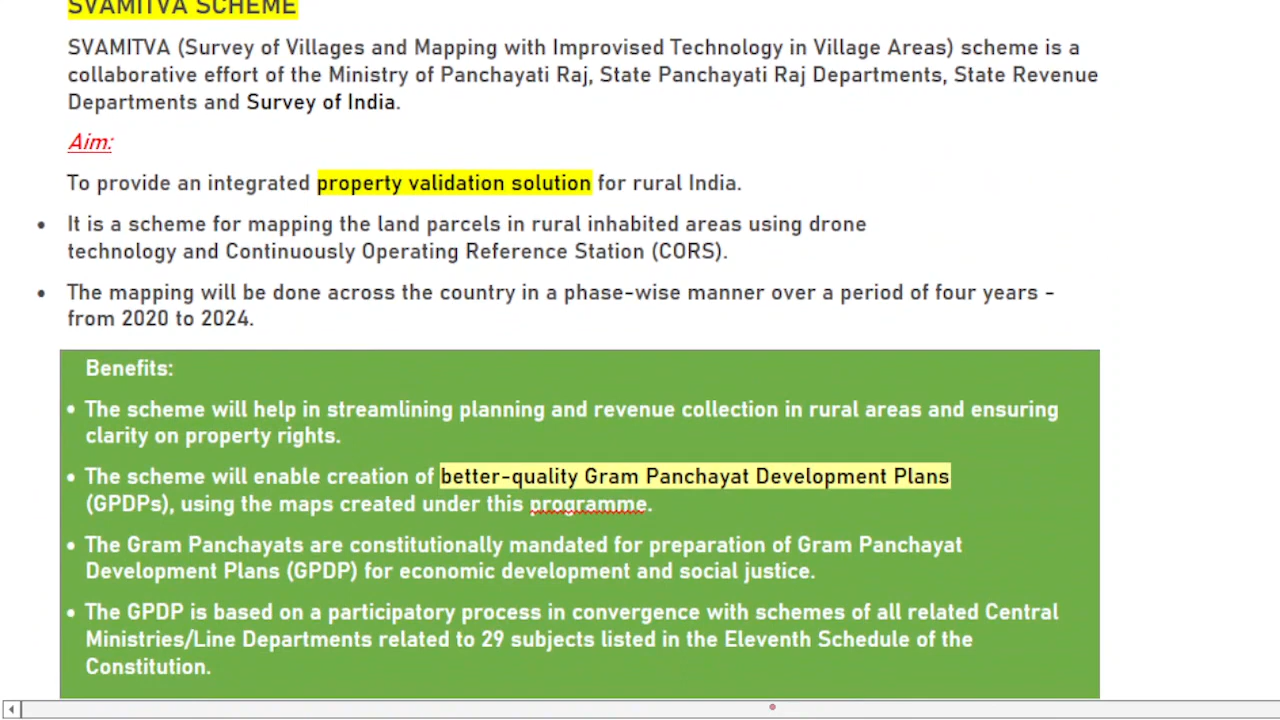 SVAMITVA SCHEME
SVAMITVA (Survey of Villages and Mapping with Improvised Technology in Village Areas) scheme is a
collaborative effort of the Ministry of Panchayati Raj, State Panchayati Raj Departments, State Revenue
Departments and Survey of India.
Aim:
To provide an integrated property validation solution for rural India.
• It is a scheme for mapping the land parcels in rural inhabited areas using drone
technology and Continuously Operating Reference Station (CORS).
• The mapping will be done across the country in a phase-wise manner over a period of four years -
from 2020 to 2024.
Benefits:
• The scheme will help in streamlining planning and revenue collection in rural areas and ensuring
clarity on property rights.
• The scheme will enable creation of better-quality Gram Panchayat Development Plans
(GPDPs), using the maps created under this programme.
• The Gram Panchayats are constitutionally mandated for preparation of Gram Panchayat
Development Plans (GPDP) for economic development and social justice.
• The GPDP is based on a participatory process in convergence with schemes of all related Central
Ministries/Line Departments related to 29 subjects listed in the Eleventh Schedule of the
Constitution.